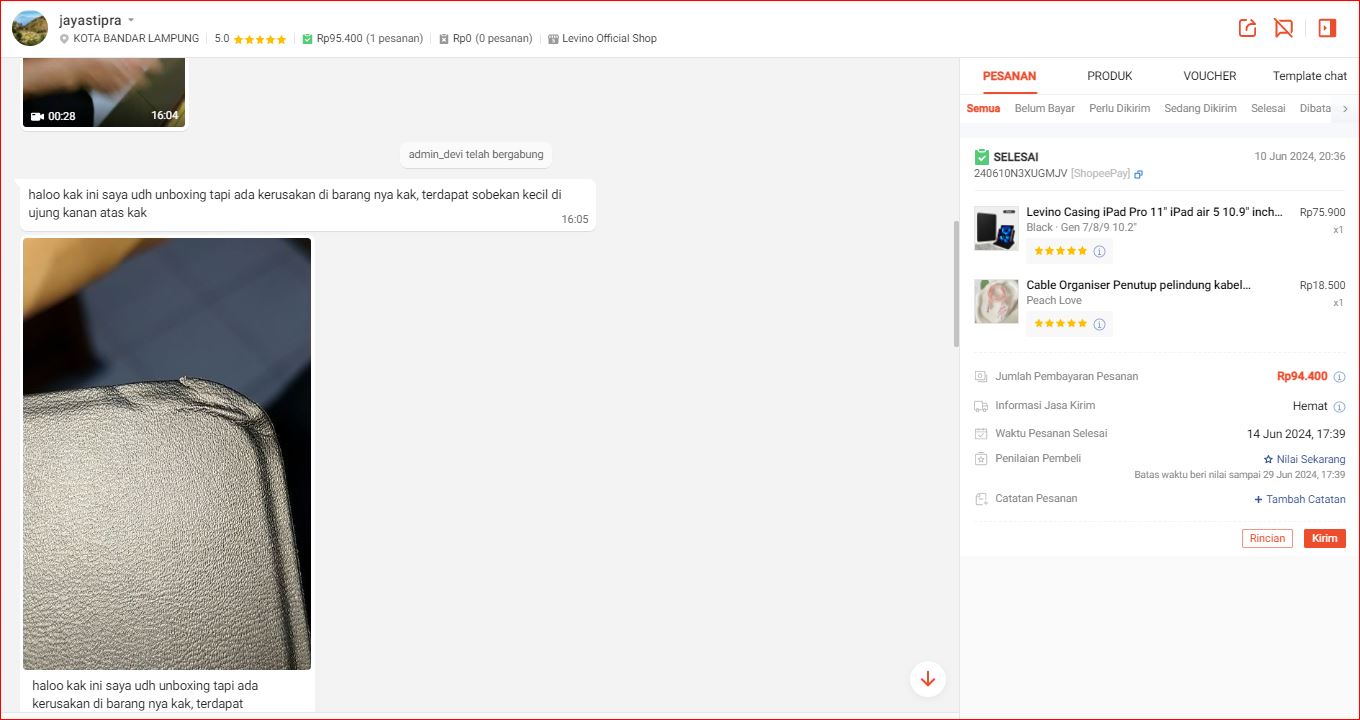 jayastipra
KOTA BANDAR LAMPUNG 5.0 Rp95.400 (1 pesanan) Rp0 (0 pesanan) Levino Official Shop
00:28 16:04
admin_devi telah bergabung
haloo kak ini saya udh unboxing tapi ada kerusakan di barang nya kak, terdapat sobekan kecil di
ujung kanan atas kak
16:05
haloo kak ini saya udh unboxing tapi ada
kerusakan di barang nya kak, terdapat
PESANAN PRODUK VOUCHER Template chat
Semua Belum Bayar Perlu Dikirim Sedang Dikirim Selesai Dibata
SELESAI 10 Jun 2024, 20:36
240610N3XUGMJV [ShopeePay]
Levino Casing iPad Pro 11" iPad air 5 10.9" inch... Rp75.900
Black · Gen 7/8/9 10.2" x1
Cable Organiser Penutup pelindung kabel... Rp18.500
Peach Love x1
Jumlah Pembayaran Pesanan Rp94.400
Informasi Jasa Kirim Hemat
Waktu Pesanan Selesai 14 Jun 2024, 17:39
Penilaian Pembeli Nilai Sekarang
Batas waktu beri nilai sampai 29 Jun 2024, 17:39
Catatan Pesanan + Tambah Catatan
Rincian Kirim